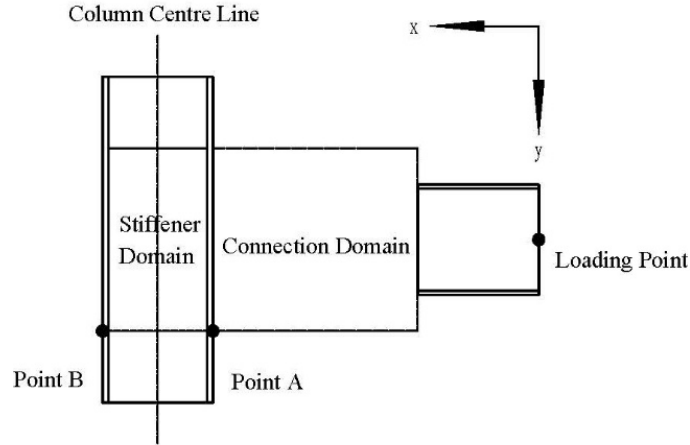 Column Centre Line
x
y
Stiffener
Domain
Connection Domain
Loading Point
Point B
Point A